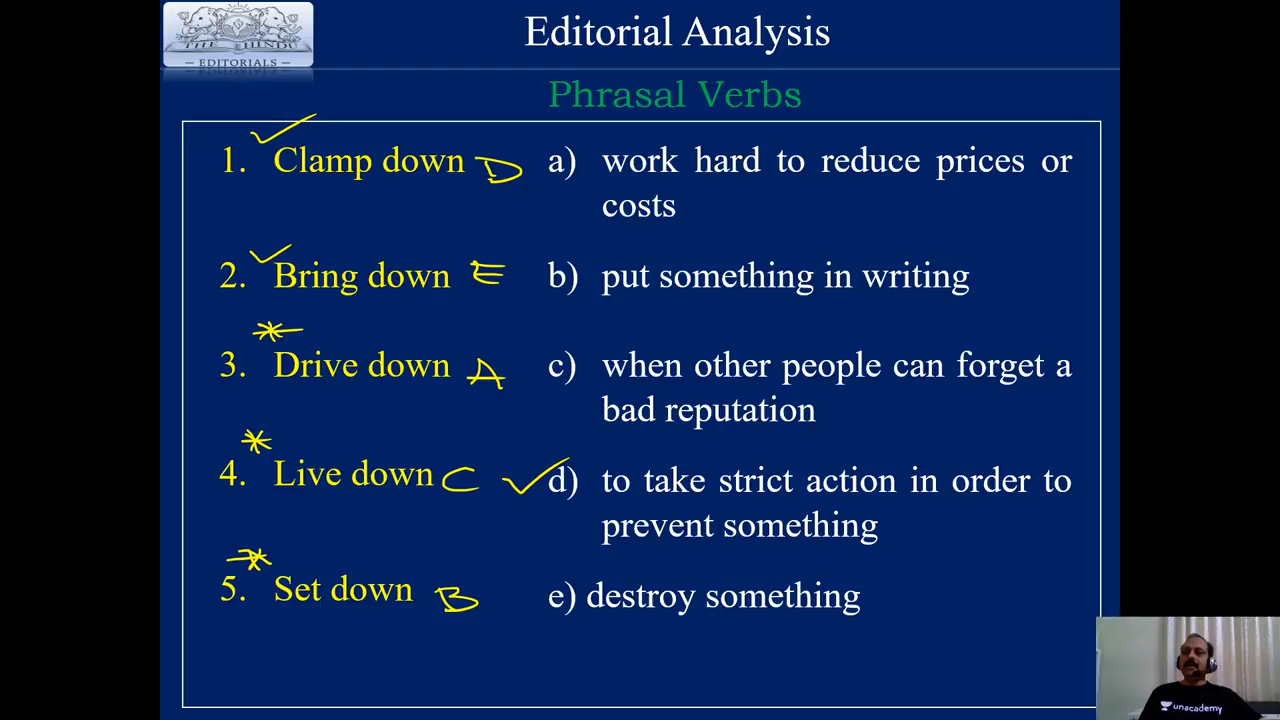 THE HINDU
EDITORIALS
Editorial Analysis
Phrasal Verbs
1. Clamp down D a) work hard to reduce prices or
costs
2. Bring down E b) put something in writing
3. Drive down A c) when other people can forget a
bad reputation
4. Live down C d) to take strict action in order to
prevent something
5. Set down B e) destroy something
unacademy